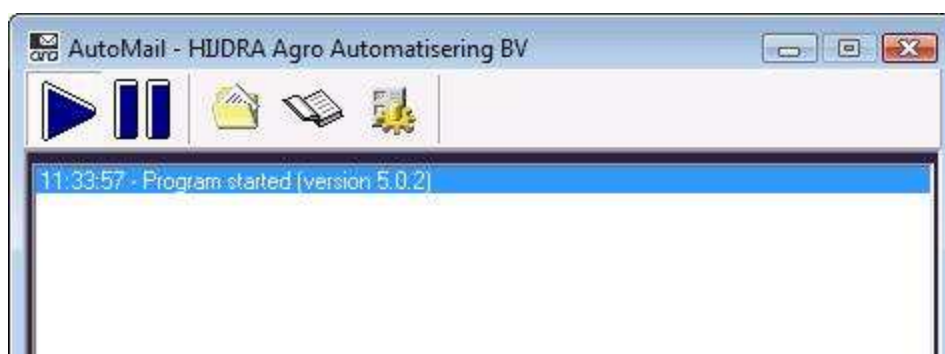 AutoMail - HIJDRA Agro Automatisering BV
11:33:57 - Program started (version 5.0.2)